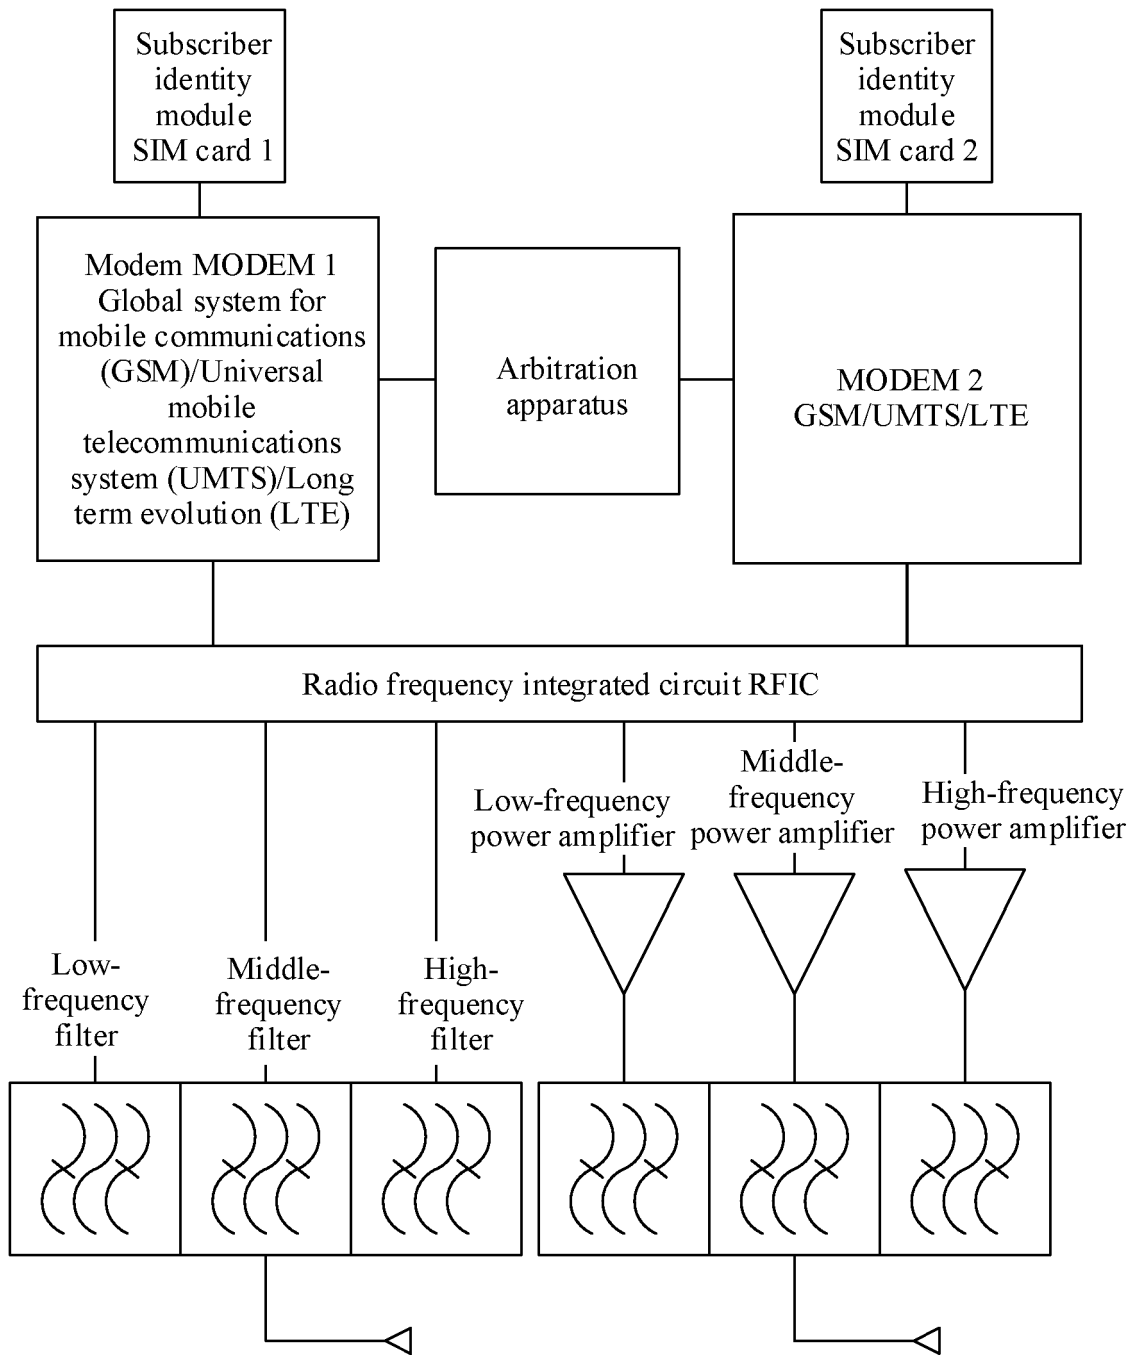 Subscriber
identity
module
SIM card 1
Subscriber
identity
module
SIM card 2
Modem MODEM 1
Global system for
mobile communications
(GSM)/Universal
mobile
telecommunications
system (UMTS)/Long
term evolution (LTE)
Arbitration
apparatus
MODEM 2
GSM/UMTS/LTE
Radio frequency integrated circuit RFIC
Low-frequency
power amplifier
Middle-
frequency
power amplifier
High-frequency
power amplifier
Low-
frequency
filter
Middle-
frequency
filter
High-
frequency
filter